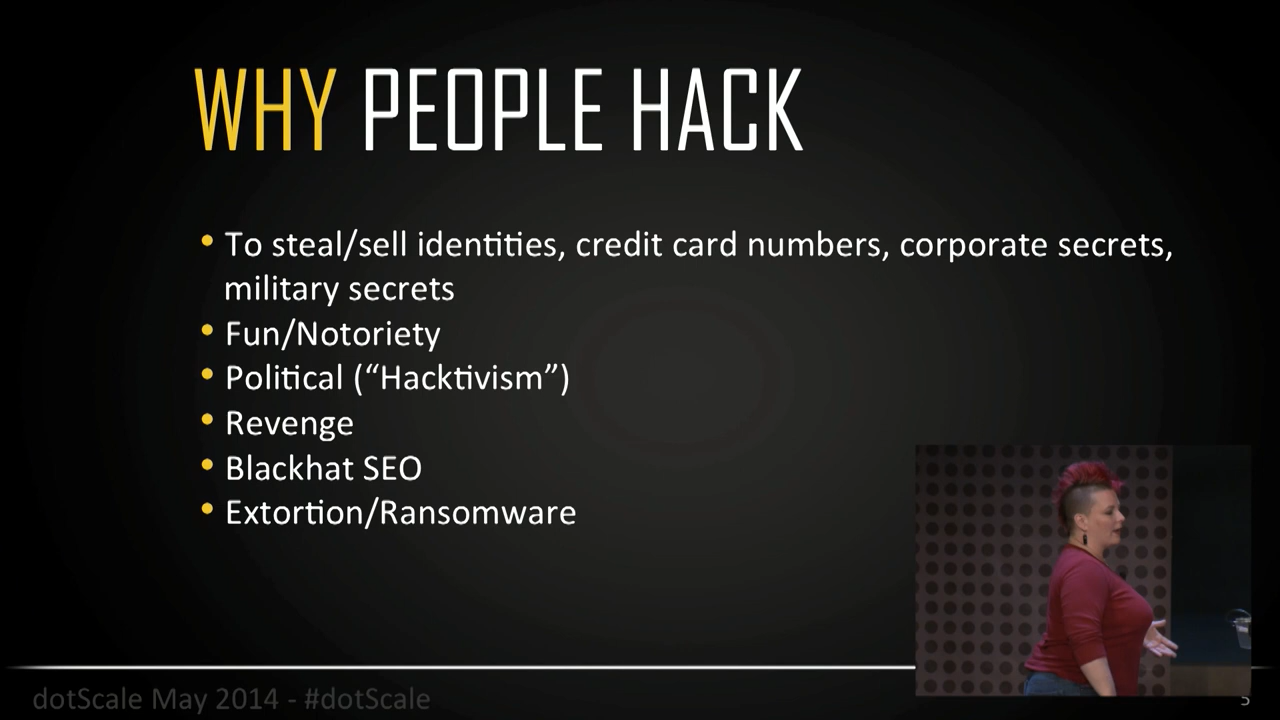 WHY PEOPLE HACK
• To steal/sell identities, credit card numbers, corporate secrets,
military secrets
• Fun/Notoriety
• Political (“Hacktivism”)
• Revenge
• Blackhat SEO
• Extortion/Ransomware
dotScale May 2014 - #dotScale
5